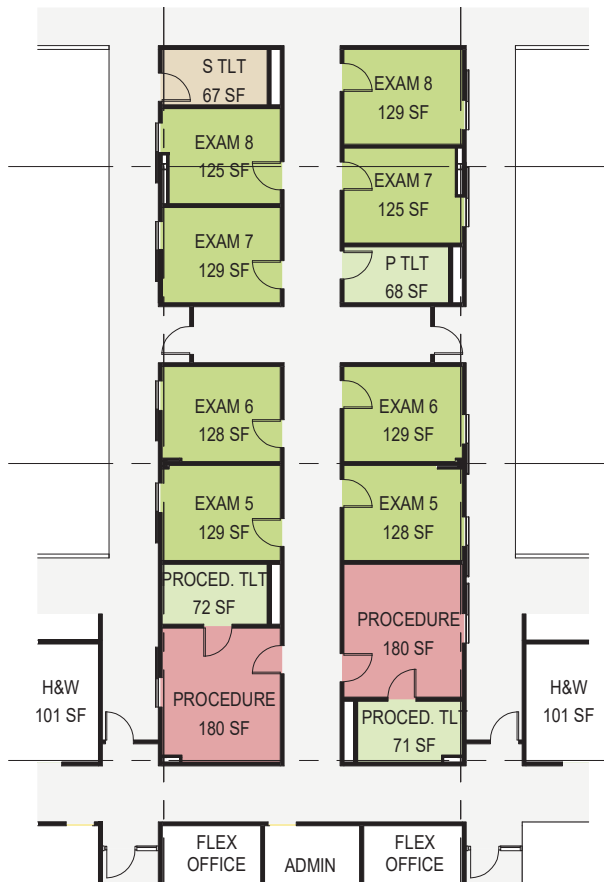 S TLT
67 SF
EXAM 8
129 SF
EXAM 8
125 SF
EXAM 7
125 SF
EXAM 7
129 SF
P TLT
68 SF
EXAM 6
128 SF
EXAM 6
129 SF
EXAM 5
129 SF
EXAM 5
128 SF
PROCED. TLT
72 SF
PROCEDURE
180 SF
H&W
101 SF
PROCEDURE
180 SF
PROCED. TLT
71 SF
H&W
101 SF
FLEX
OFFICE
ADMIN
FLEX
OFFICE